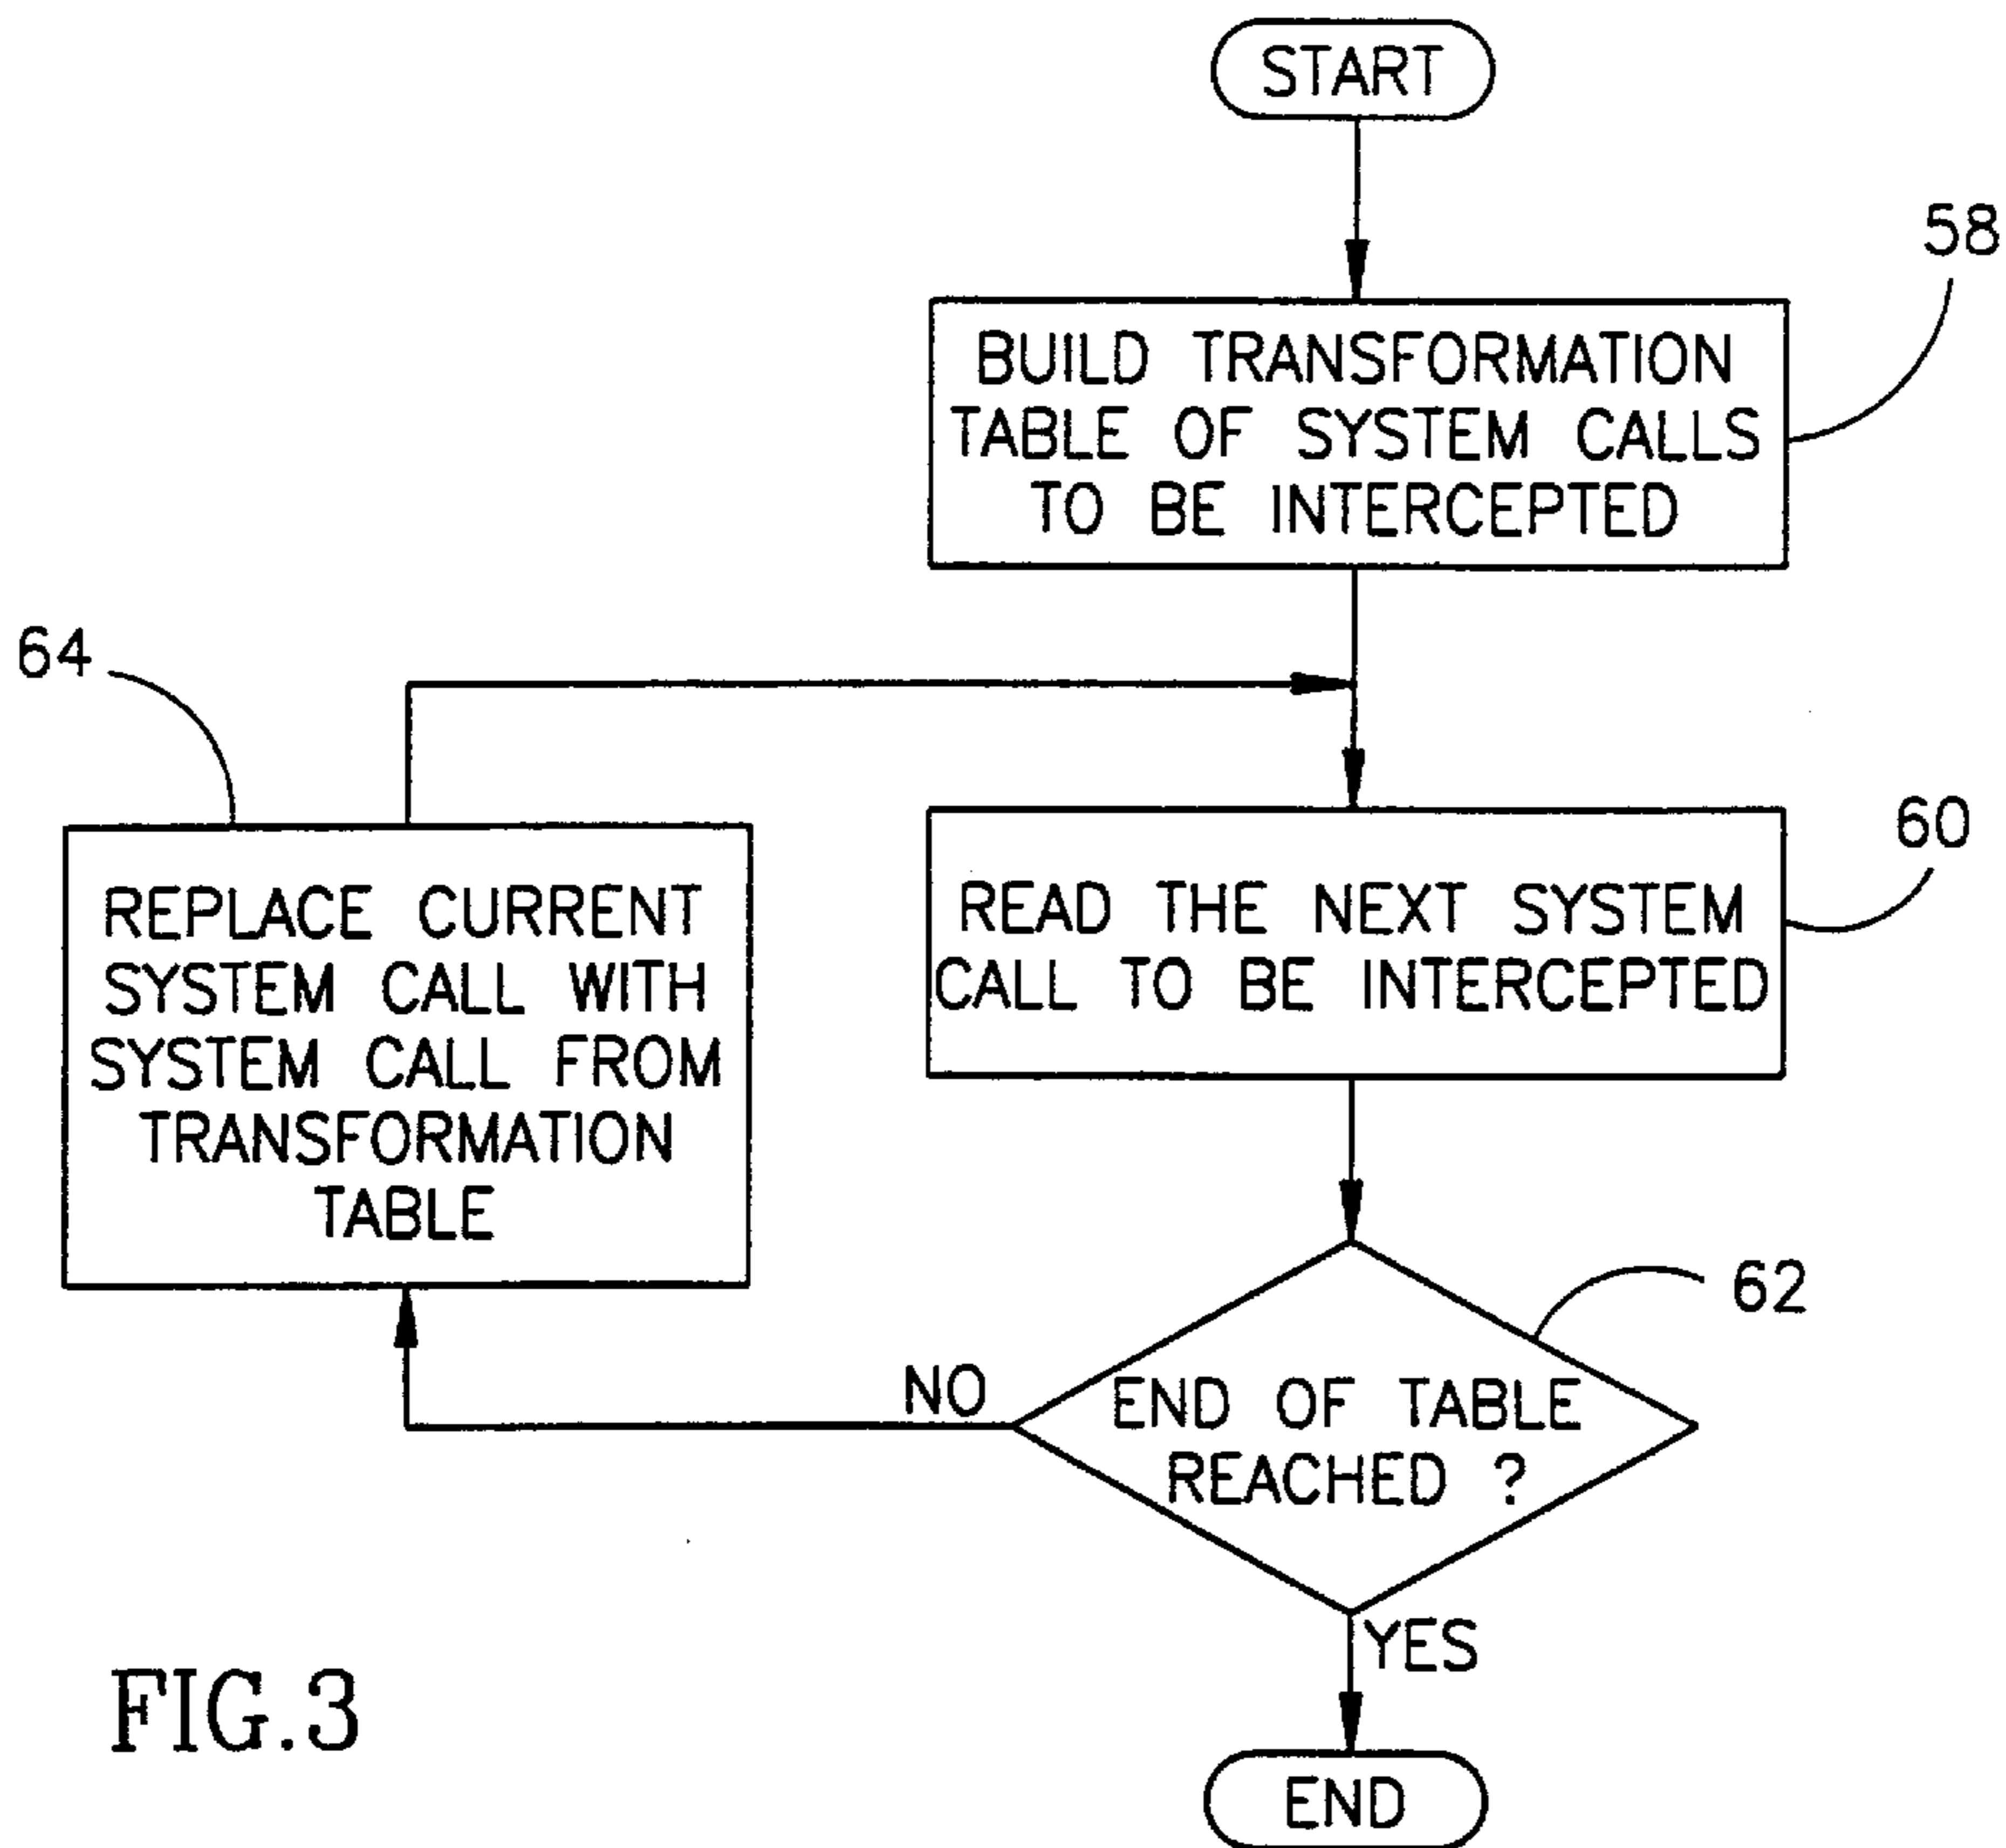 START
58
BUILD TRANSFORMATION
TABLE OF SYSTEM CALLS
TO BE INTERCEPTED
64
60
REPLACE CURRENT
SYSTEM CALL WITH
SYSTEM CALL FROM
TRANSFORMATION
TABLE
READ THE NEXT SYSTEM
CALL TO BE INTERCEPTED
62
NO
END OF TABLE
REACHED ?
YES
FIG.3
END